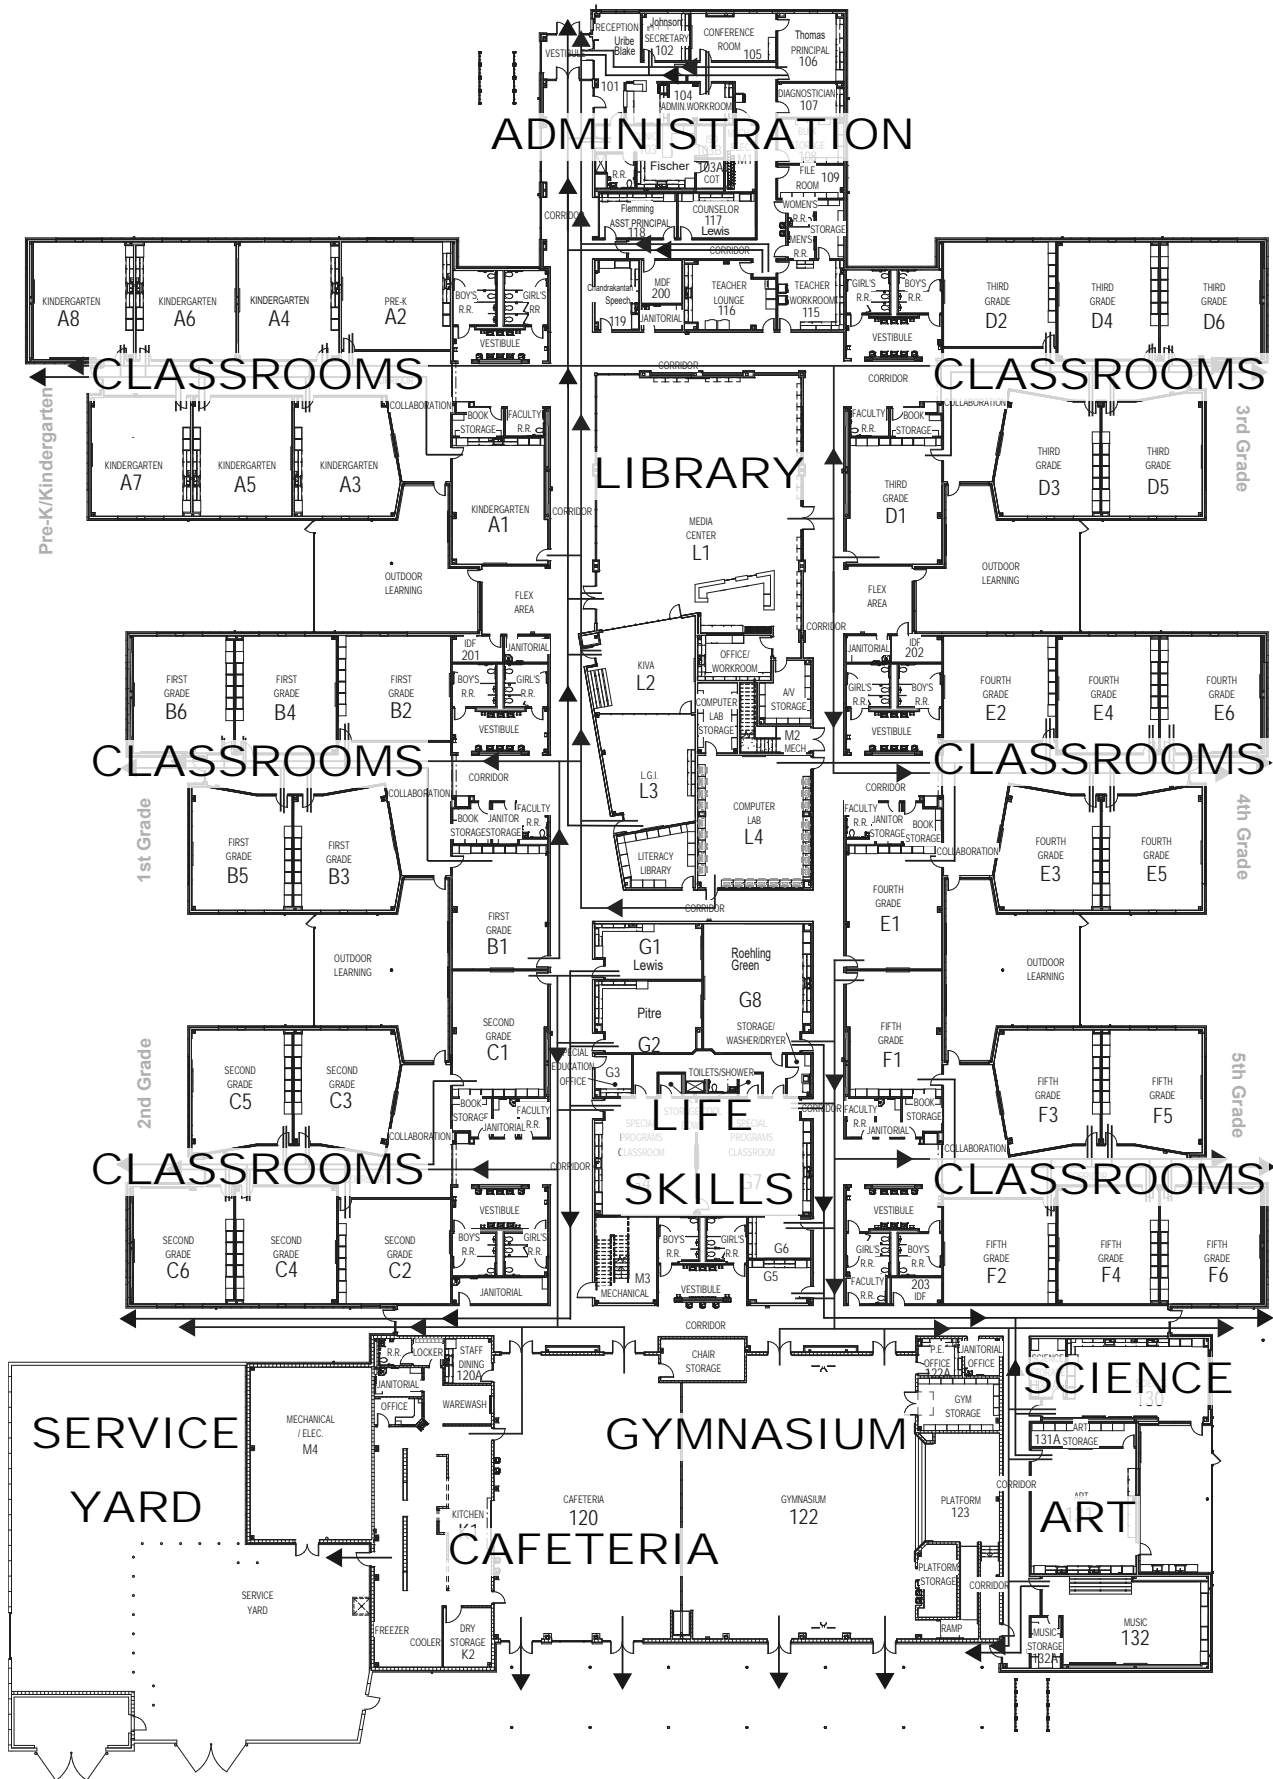 RECEPTION
Uribe
Blake
Johnson
SECRETARY
102
CONFERENCE
ROOM
105
Thomas
PRINCIPAL
106
VESTIBULE
101
104
ADMIN.WORKROOM
DIAGNOSTICIAN
107
ADMINISTRATION
Fischer
103A
COT
R.R.
FILE
ROOM
109
WOMEN'S
R.R.
STORAGE
MEN'S
R.R.
CORRIDOR
Flemming
ASST.PRINCIPAL
118
COUNSELOR
117
Lewis
CORRIDOR
Chandrakantan
Speech
119
MDF
200
JANITORIAL
TEACHER
LOUNGE
116
TEACHER
WORKROOM
115
KINDERGARTEN
A8
KINDERGARTEN
A6
KINDERGARTEN
A4
PRE-K
A2
BOY'S
R.R.
GIRL'S
RR
VESTIBULE
GIRL'S
R.R.
BOY'S
R.R.
VESTIBULE
THIRD
GRADE
D2
THIRD
GRADE
D4
THIRD
GRADE
D6
CORRIDOR
CORRIDOR
CLASSROOMS
CLASSROOMS
COLLABORATION
COLLABORATION
Pre-K/Kindergarten
3rd Grade
BOOK
STORAGE
FACULTY
R.R.
FACULTY
R.R.
BOOK
STORAGE
KINDERGARTEN
A7
KINDERGARTEN
A5
KINDERGARTEN
A3
KINDERGARTEN
A1
CORRIDOR
LIBRARY
MEDIA
CENTER
L1
THIRD
GRADE
D1
THIRD
GRADE
D3
THIRD
GRADE
D5
OUTDOOR
LEARNING
FLEX
AREA
FLEX
AREA
OUTDOOR
LEARNING
CORRIDOR
IDF
201
JANITORIAL
KIVA
L2
OFFICE/
WORKROOM
A/V
STORAGE
COMPUTER
LAB
STORAGE
M2
MECH
JANITORIAL
IDF
202
FIRST
GRADE
B6
FIRST
GRADE
B4
FIRST
GRADE
B2
BOY'S
R.R.
GIRL'S
R.R.
VESTIBULE
GIRL'S
R.R.
BOY'S
R.R.
VESTIBULE
FOURTH
GRADE
E2
FOURTH
GRADE
E4
FOURTH
GRADE
E6
CLASSROOMS
CLASSROOMS
CORRIDOR
CORRIDOR
COLLABORATION
COLLABORATION
1st Grade
4th Grade
L.G.I.
L3
COMPUTER
LAB
L4
LITERACY
LIBRARY
BOOK
STORAGE
JANITOR
STORAGE
FACULTY
R.R.
FACULTY
R.R.
JANITOR
STORAGE
BOOK
STORAGE
FIRST
GRADE
B5
FIRST
GRADE
B3
FIRST
GRADE
B1
CORRIDOR
FOURTH
GRADE
E1
FOURTH
GRADE
E3
FOURTH
GRADE
E5
OUTDOOR
LEARNING
OUTDOOR
LEARNING
G1
Lewis
Roehling
Green
G8
Pitre
G2
STORAGE/
WASHER/DRYER
SPECIAL
EDUCATION
OFFICE
G3
TOILETS/SHOWER
SECOND
GRADE
C1
FIFTH
GRADE
F1
2nd Grade
5th Grade
SECOND
GRADE
C5
SECOND
GRADE
C3
FIFTH
GRADE
F3
FIFTH
GRADE
F5
BOOK
STORAGE
JANITORIAL
FACULTY
R.R.
FACULTY
R.R.
JANITORIAL
BOOK
STORAGE
COLLABORATION
COLLABORATION
CORRIDOR
CORRIDOR
LIFE
SKILLS
SPECIAL
PROGRAMS
CLASSROOM
SPECIAL
PROGRAMS
CLASSROOM
G7
CLASSROOMS
CLASSROOMS
SECOND
GRADE
C6
SECOND
GRADE
C4
SECOND
GRADE
C2
VESTIBULE
BOY'S
R.R.
GIRL'S
R.R.
JANITORIAL
M3
MECHANICAL
BOY'S
R.R.
GIRL'S
R.R.
VESTIBULE
G6
G5
VESTIBULE
GIRL'S
R.R.
BOY'S
R.R.
FACULTY
R.R.
203
IDF
FIFTH
GRADE
F2
FIFTH
GRADE
F4
FIFTH
GRADE
F6
CORRIDOR
R.R.
LOCKER
STAFF
DINING
120A
CHAIR
STORAGE
P.E.
OFFICE
122A
JANITORIAL
OFFICE
JANITORIAL
OFFICE
WAREWASH
GYM
STORAGE
SCIENCE
130
SERVICE
YARD
MECHANICAL
/ ELEC.
M4
GYMNASIUM
ART
STORAGE
131A
CORRIDOR
KITCHEN
K1
CAFETERIA
120
GYMNASIUM
122
PLATFORM
123
ART
CAFETERIA
PLATFORM
STORAGE
CORRIDOR
SERVICE
YARD
FREEZER
COOLER
DRY
STORAGE
K2
RAMP
MUSIC
STORAGE
132A
MUSIC
132